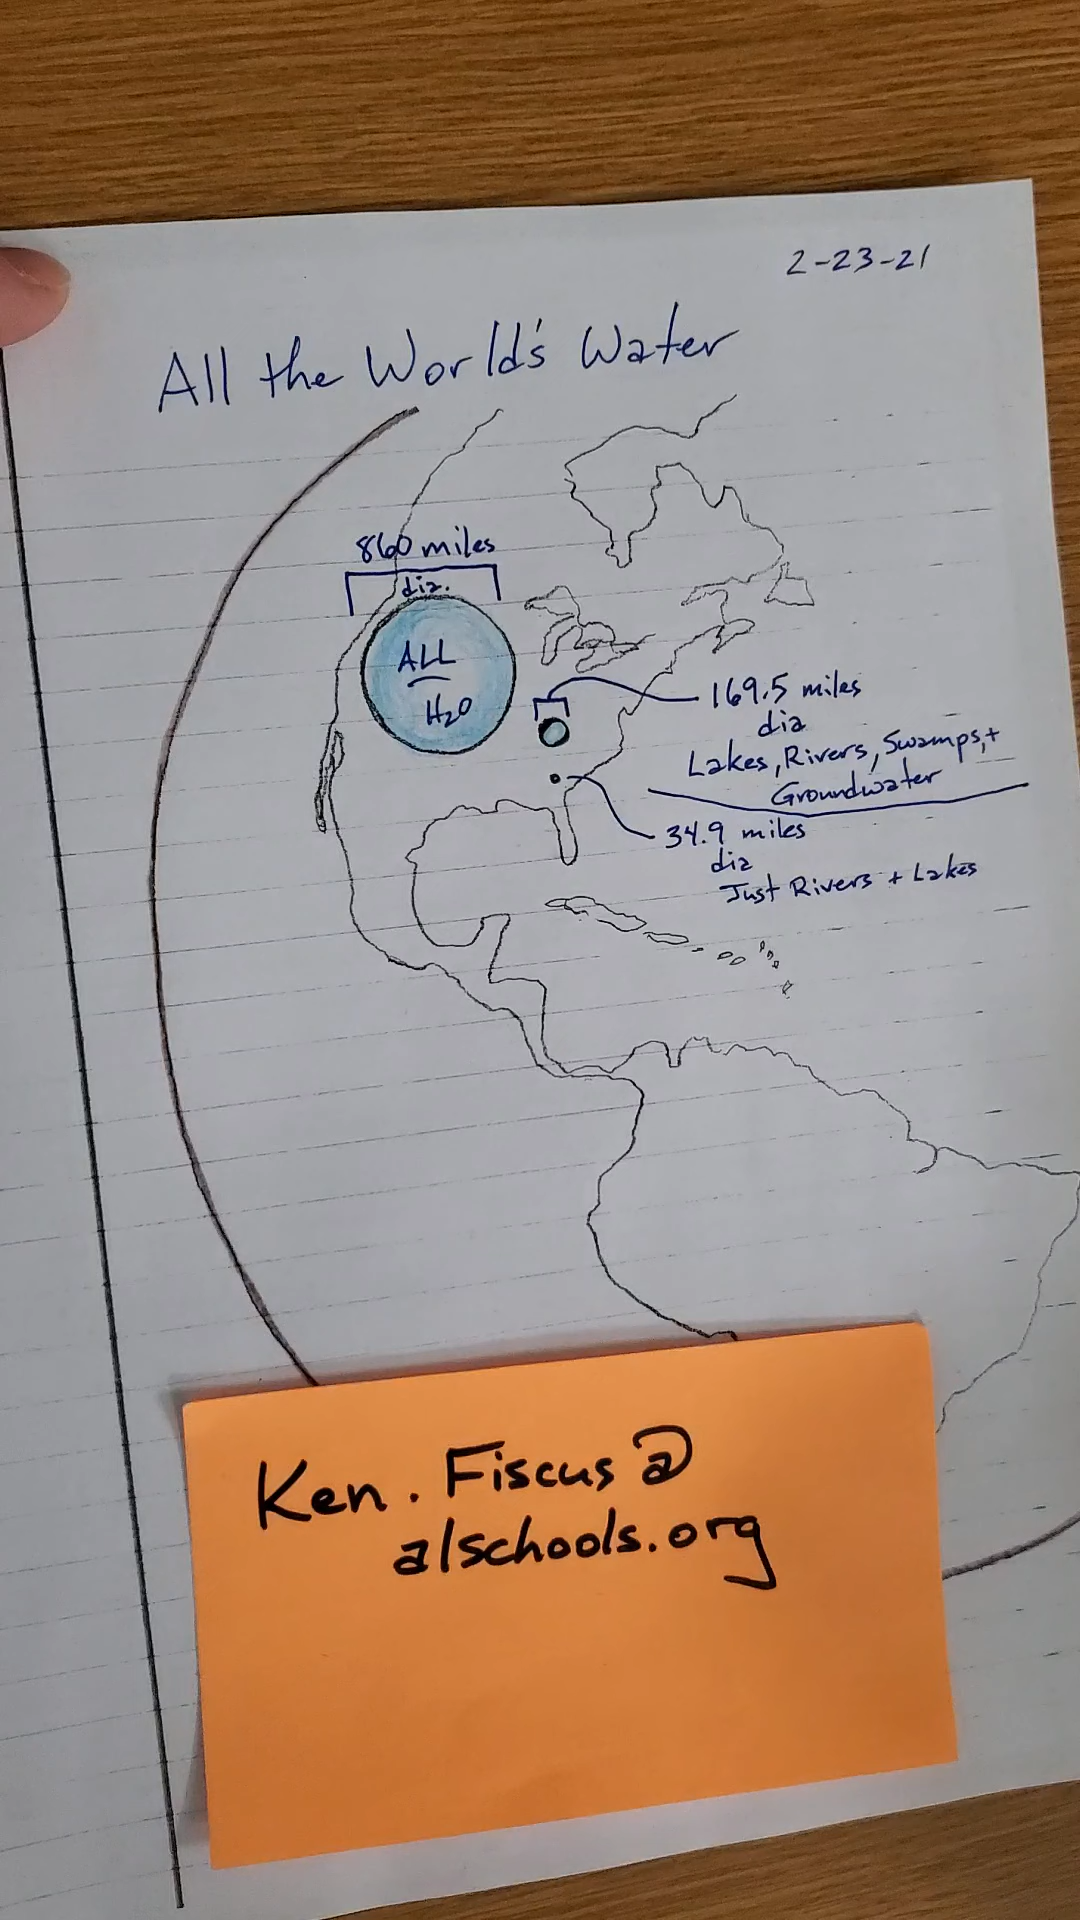 2-23-21
All the World's Water
860 miles
dia.
ALL
H₂O
169.5 miles
dia
Lakes, Rivers, Swamps, +
Groundwater
34.9 miles
dia
Just Rivers + Lakes
Ken.Fiscus@
alschools.org